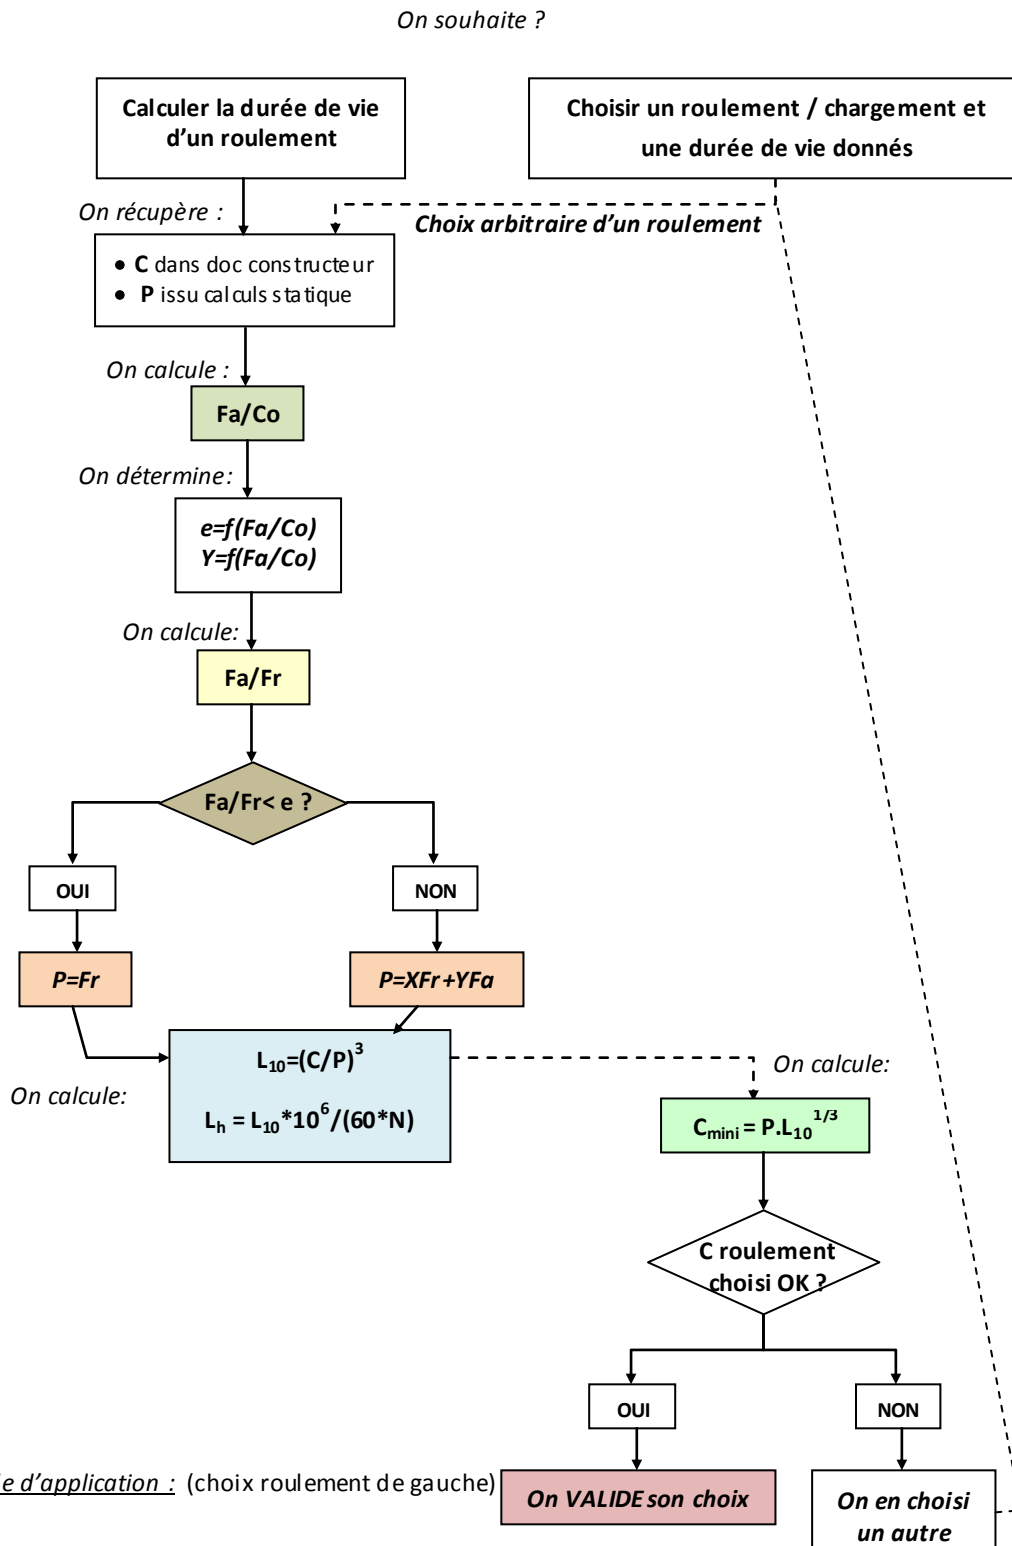 On souhaite ?
Calculer la durée de vie
d'un roulement
Choisir un roulement / chargement et
une durée de vie donnés
On récupère :
Choix arbitraire d'un roulement
• C dans doc constructeur
• P issu calculs statique
On calcule :
Fa/Co
On détermine:
e=f(Fa/Co)
Y=f(Fa/Co)
On calcule:
Fa/Fr
Fa/Fr< e ?
OUI
NON
P=Fr
P=XFr+YFa
On calcule:
L10=(C/P)^3
Lh = L10*10^6/(60*N)
On calcule:
Cmini = P.L10^1/3
C roulement
choisi OK ?
OUI
NON
e d'application : (choix roulement de gauche)
On VALIDE son choix
On en choisi
un autre